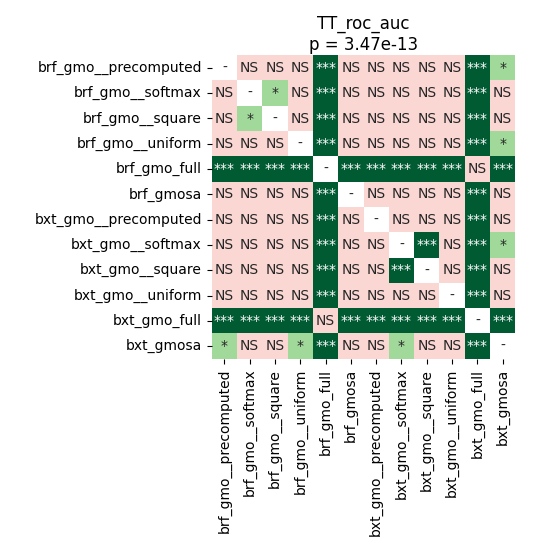 TT_roc_auc
p = 3.47e-13
brf_gmo__precomputed - NS NS NS *** NS NS NS NS NS *** *
brf_gmo__softmax NS - * NS *** NS NS NS NS NS *** NS
brf_gmo__square NS * - NS *** NS NS NS NS NS *** NS
brf_gmo__uniform NS NS NS - *** NS NS NS NS NS *** *
brf_gmo_full *** *** *** *** - *** *** *** *** *** NS ***
brf_gmosa NS NS NS NS *** - NS NS NS NS *** NS
bxt_gmo__precomputed NS NS NS NS *** NS - NS NS NS *** NS
bxt_gmo__softmax NS NS NS NS *** NS NS - *** NS *** *
bxt_gmo__square NS NS NS NS *** NS NS *** - NS *** NS
bxt_gmo__uniform NS NS NS NS *** NS NS NS NS - *** NS
bxt_gmo_full *** *** *** *** NS *** *** *** *** *** - ***
bxt_gmosa * NS NS * *** NS NS * NS NS *** -
brf_gmo__precomputed
brf_gmo__softmax
brf_gmo__square
brf_gmo__uniform
brf_gmo_full
brf_gmosa
bxt_gmo__precomputed
bxt_gmo__softmax
bxt_gmo__square
bxt_gmo__uniform
bxt_gmo_full
bxt_gmosa